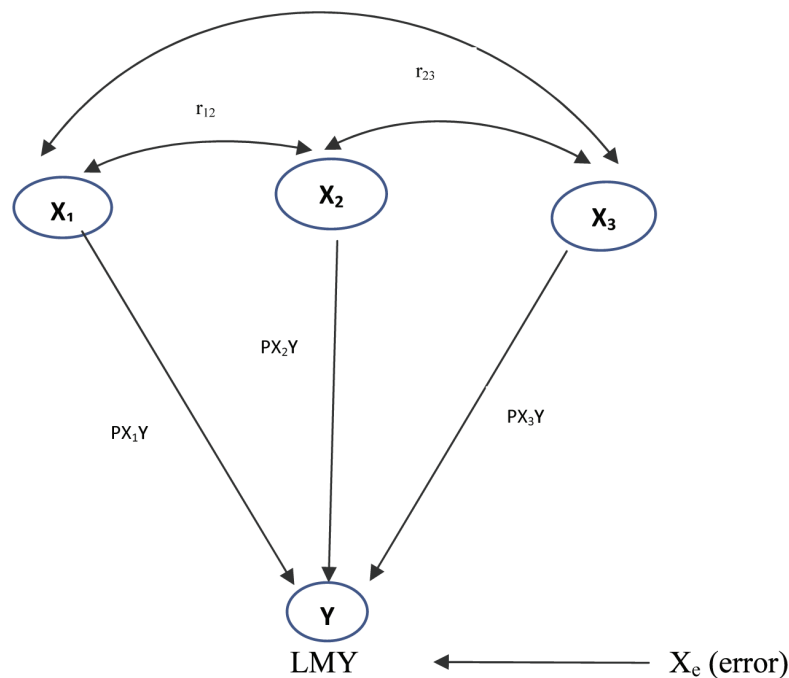 r₂₃
r₁₂
X₁
X₂
X₃
PX₂Y
PX₃Y
PX₁Y
Y
LMY
Xₑ (error)